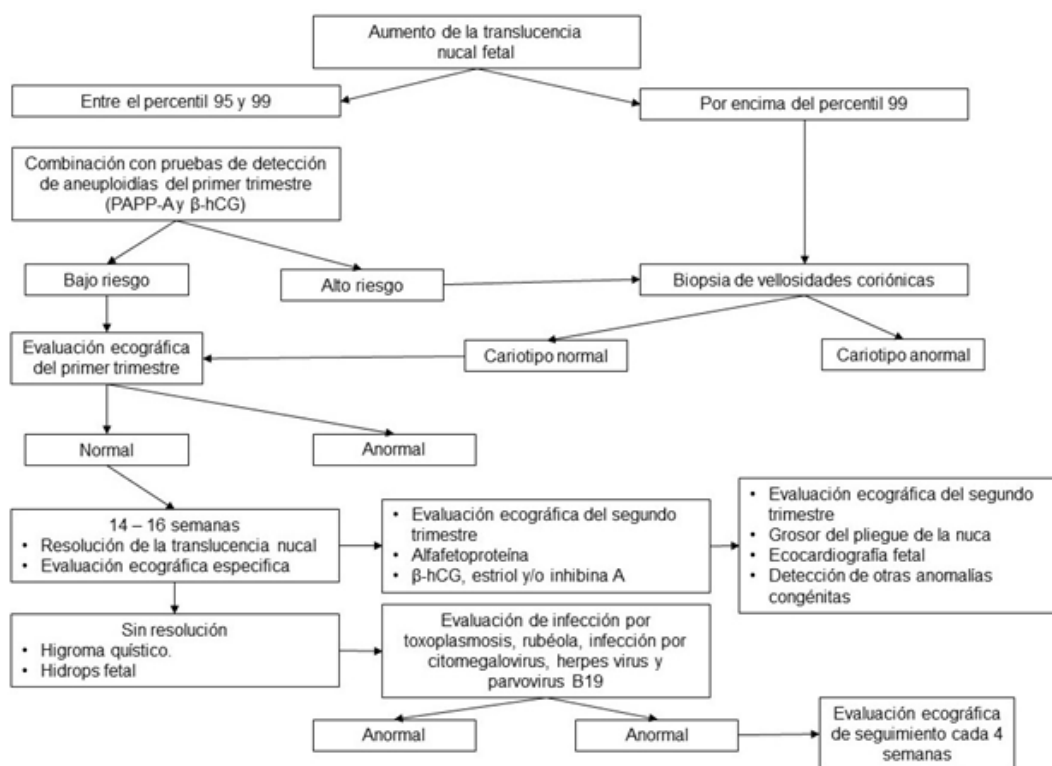 Aumento de la translucencia
nucal fetal
Entre el percentil 95 y 99
Por encima del percentil 99
Combinación con pruebas de detección
de aneuploidías del primer trimestre
(PAPP-A y β-hCG)
Bajo riesgo
Alto riesgo
Biopsia de vellosidades coriónicas
Evaluación ecográfica
del primer trimestre
Cariotipo normal
Cariotipo anormal
Normal
Anormal
14 – 16 semanas
• Resolución de la translucencia nucal
• Evaluación ecográfica especifica
• Evaluación ecográfica del segundo
trimestre
• Alfafetoproteína
• β-hCG, estriol y/o inhibina A
• Evaluación ecográfica del segundo
trimestre
• Grosor del pliegue de la nuca
• Ecocardiografía fetal
• Detección de otras anomalías
congénitas
Sin resolución
• Higroma quístico.
• Hidrops fetal
Evaluación de infección por
toxoplasmosis, rubéola, infección por
citomegalovirus, herpes virus y
parvovirus B19
Anormal
Anormal
Evaluación ecográfica
de seguimiento cada 4
semanas